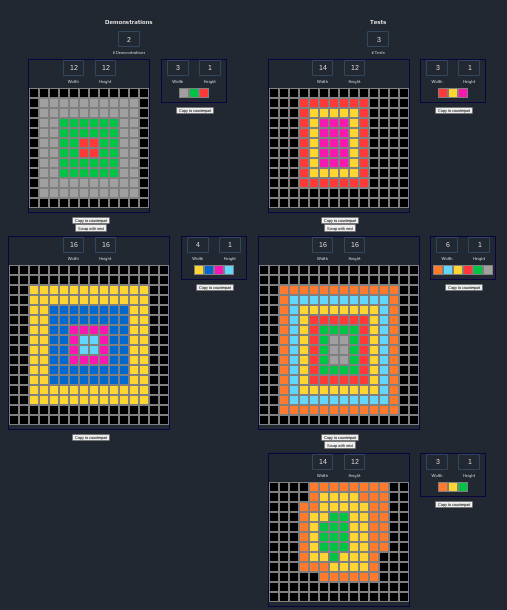 Demonstrations
2
# Demonstrations
12 12
Width Height
3 1
Width Height
Copy to counterpart
Copy to counterpart
Swap with next
16 16
Width Height
4 1
Width Height
Copy to counterpart
Copy to counterpart
Tests
3
# Tests
14 12
Width Height
3 1
Width Height
Copy to counterpart
Copy to counterpart
Swap with next
16 16
Width Height
6 1
Width Height
Copy to counterpart
Copy to counterpart
Swap with next
14 12
Width Height
3 1
Width Height
Copy to counterpart